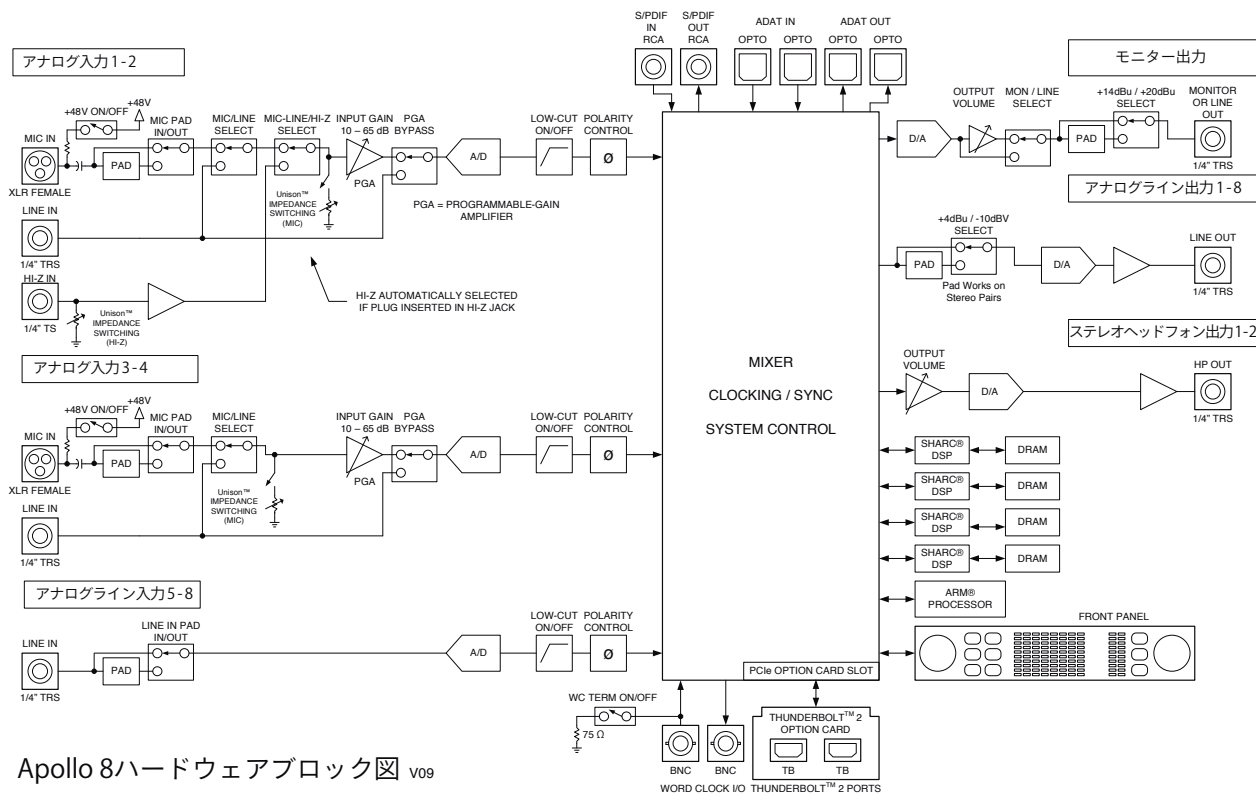 S/PDIF
IN
RCA
S/PDIF
OUT
RCA
ADAT IN
OPTO
OPTO
ADAT OUT
OPTO
OPTO
アナログ入力1-2
+48V ON/OFF
+48V
MIC IN
XLR FEMALE
PAD
MIC PAD
IN/OUT
MIC/LINE
SELECT
MIC-LINE/HI-Z
SELECT
INPUT GAIN
10 – 65 dB
PGA
PGA
BYPASS
A/D
LOW-CUT
ON/OFF
POLARITY
CONTROL
Ø
Unison™
IMPEDANCE
SWITCHING
(MIC)
PGA = PROGRAMMABLE-GAIN
AMPLIFIER
LINE IN
1/4" TRS
HI-Z IN
1/4" TS
Unison™
IMPEDANCE
SWITCHING
(HI-Z)
HI-Z AUTOMATICALLY SELECTED
IF PLUG INSERTED IN HI-Z JACK
アナログ入力3-4
+48V ON/OFF
+48V
MIC IN
XLR FEMALE
PAD
MIC PAD
IN/OUT
MIC/LINE
SELECT
INPUT GAIN
10 – 65 dB
PGA
PGA
BYPASS
A/D
LOW-CUT
ON/OFF
POLARITY
CONTROL
Ø
Unison™
IMPEDANCE
SWITCHING
(MIC)
LINE IN
1/4" TRS
アナログライン入力5-8
LINE IN
1/4" TRS
PAD
LINE IN PAD
IN/OUT
A/D
LOW-CUT
ON/OFF
POLARITY
CONTROL
Ø
MIXER
CLOCKING / SYNC
SYSTEM CONTROL
PCIe OPTION CARD SLOT
モニター出力
D/A
OUTPUT
VOLUME
MON / LINE
SELECT
PAD
+14dBu / +20dBu
SELECT
MONITOR
OR LINE
OUT
1/4" TRS
アナログライン出力1-8
PAD
+4dBu / -10dBV
SELECT
Pad Works on
Stereo Pairs
D/A
LINE OUT
1/4" TRS
ステレオヘッドフォン出力1-2
OUTPUT
VOLUME
D/A
HP OUT
1/4" TRS
SHARC®
DSP
DRAM
SHARC®
DSP
DRAM
SHARC®
DSP
DRAM
SHARC®
DSP
DRAM
ARM®
PROCESSOR
FRONT PANEL
WC TERM ON/OFF
75 Ω
BNC
BNC
WORD CLOCK I/O
THUNDERBOLT™ 2
OPTION CARD
TB
TB
THUNDERBOLT™ 2 PORTS
Apollo 8ハードウェアブロック図 V09